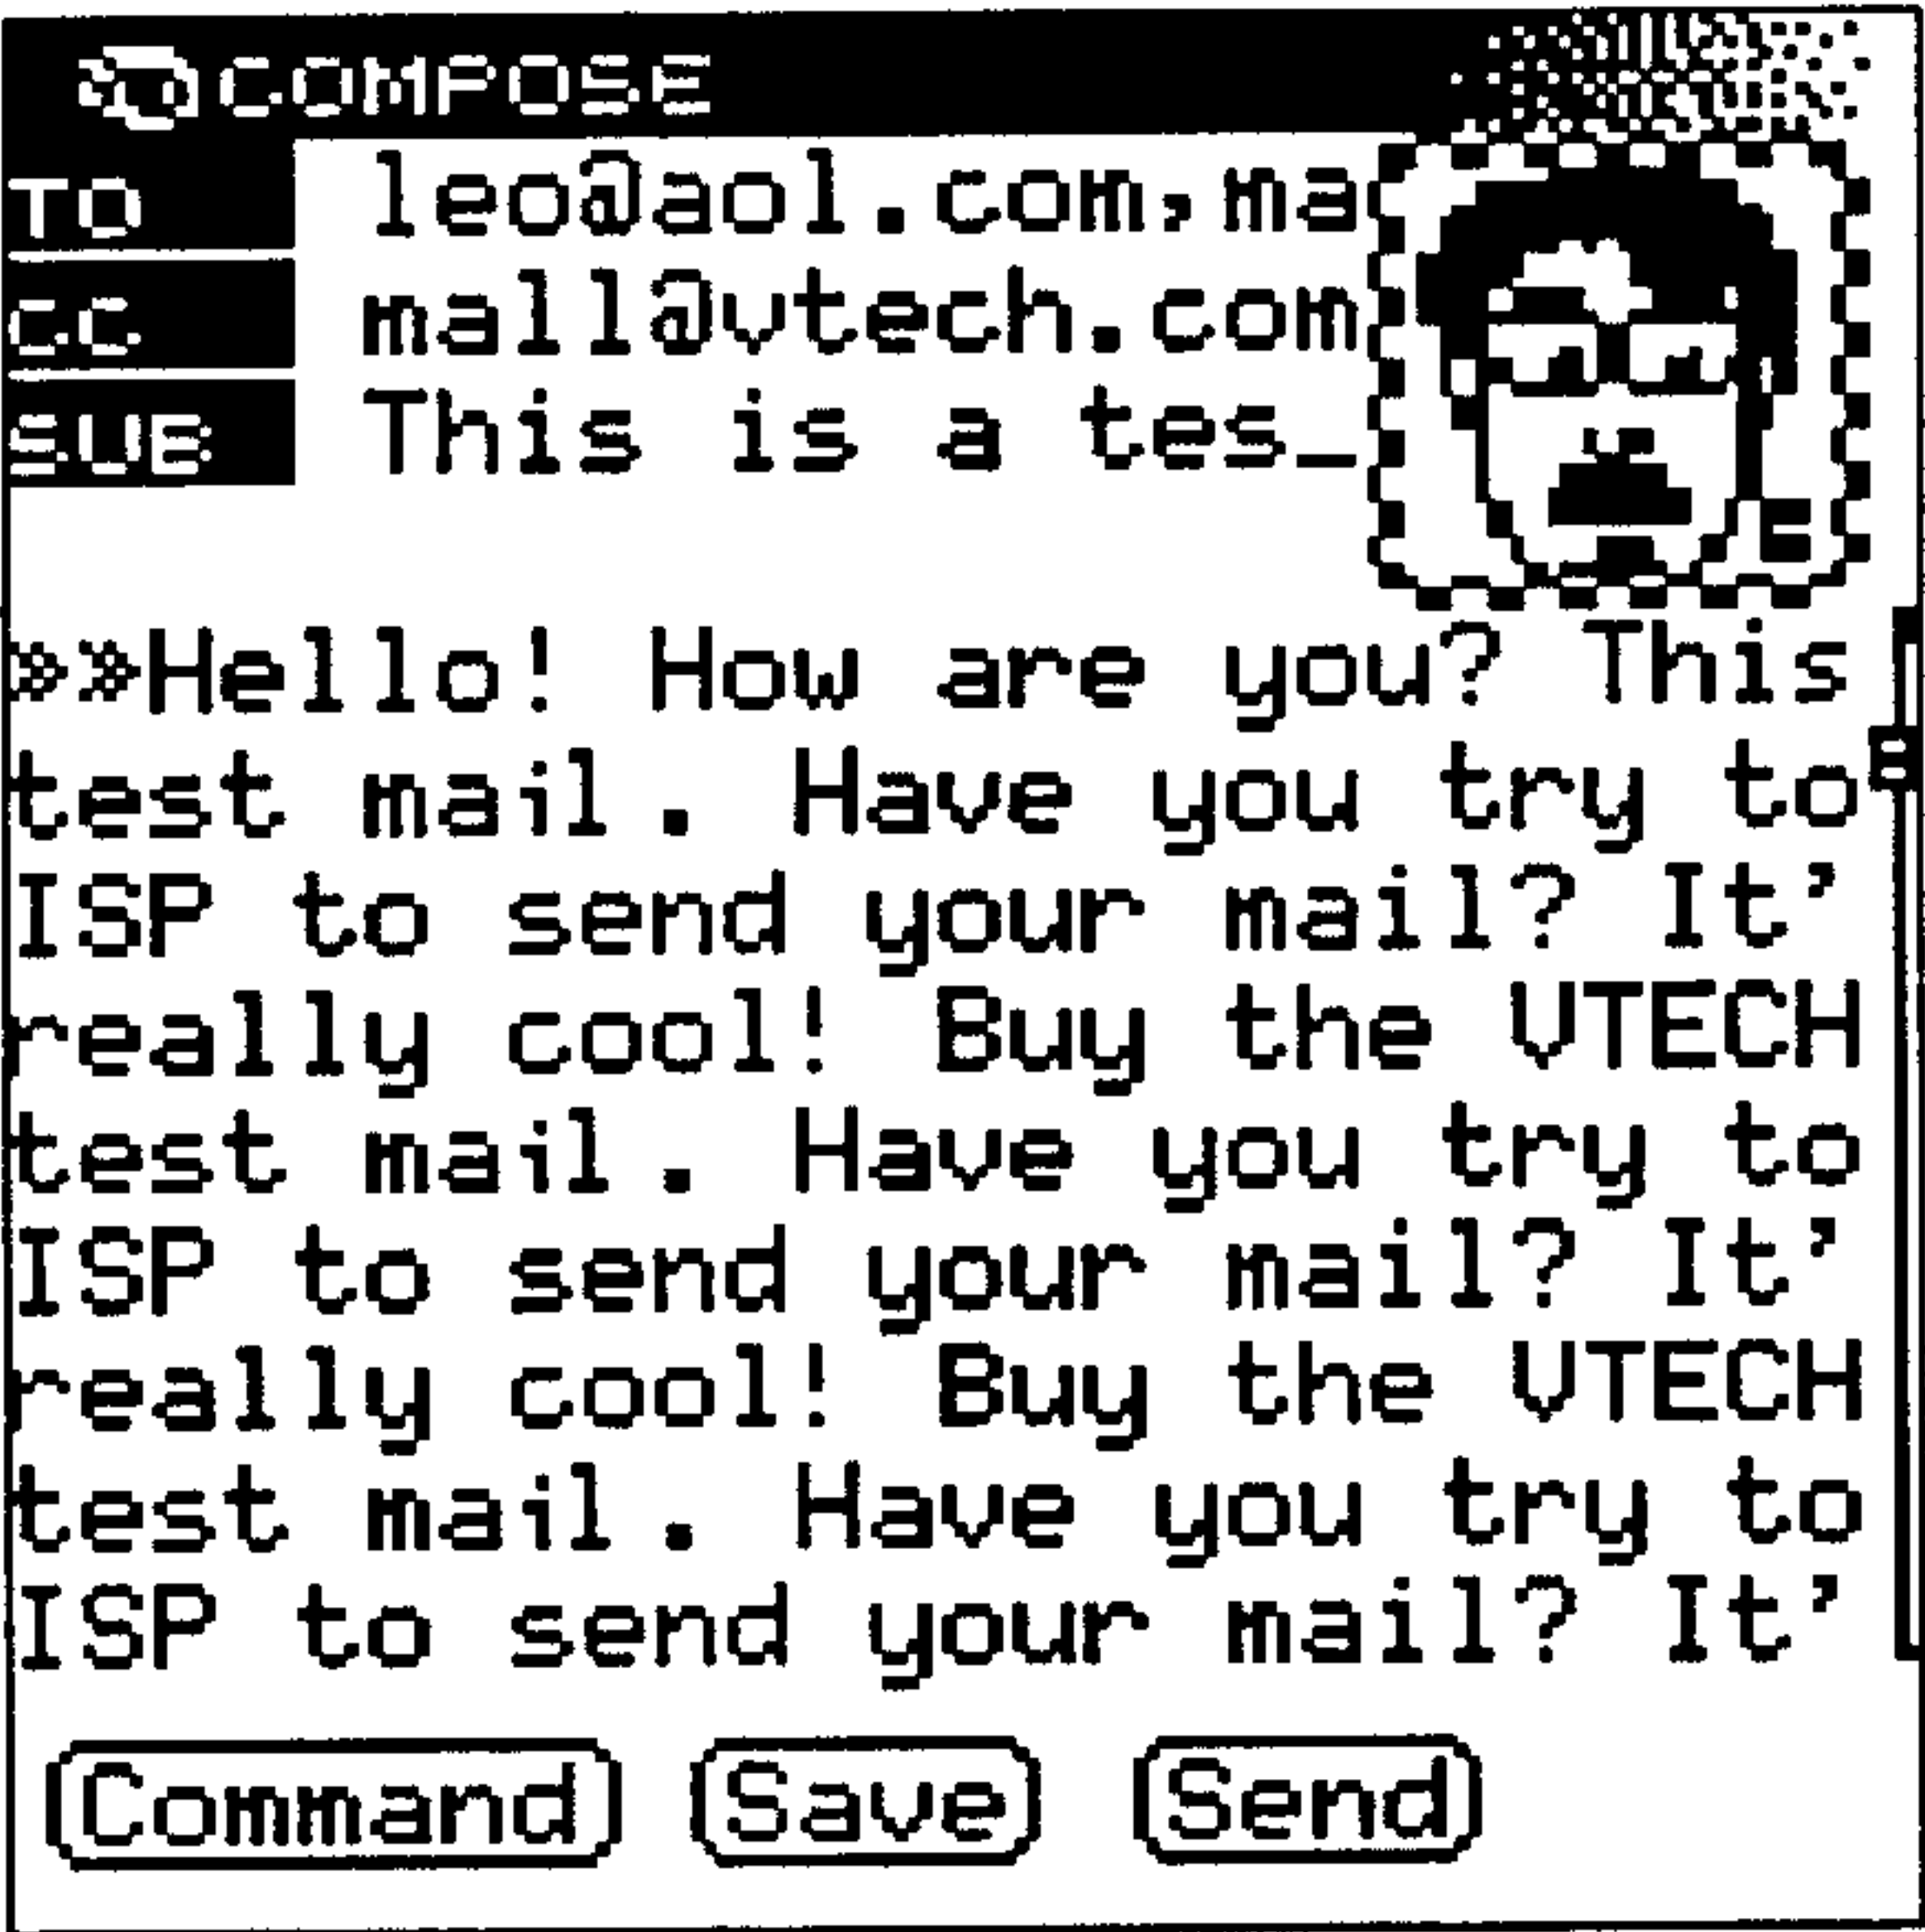 COMPOSE
TO leo@aol.com,ma
CC mall@vtech.com
SUB This is a tes_
»»Hello! How are you? This
test mail. Have you try to
ISP to send your mail? It'
really cool! Buy the VTECH
test mail. Have you try to
ISP to send your mail? It'
really cool! Buy the VTECH
test mail. Have you try to
ISP to send your mail? It'
Command Save Send